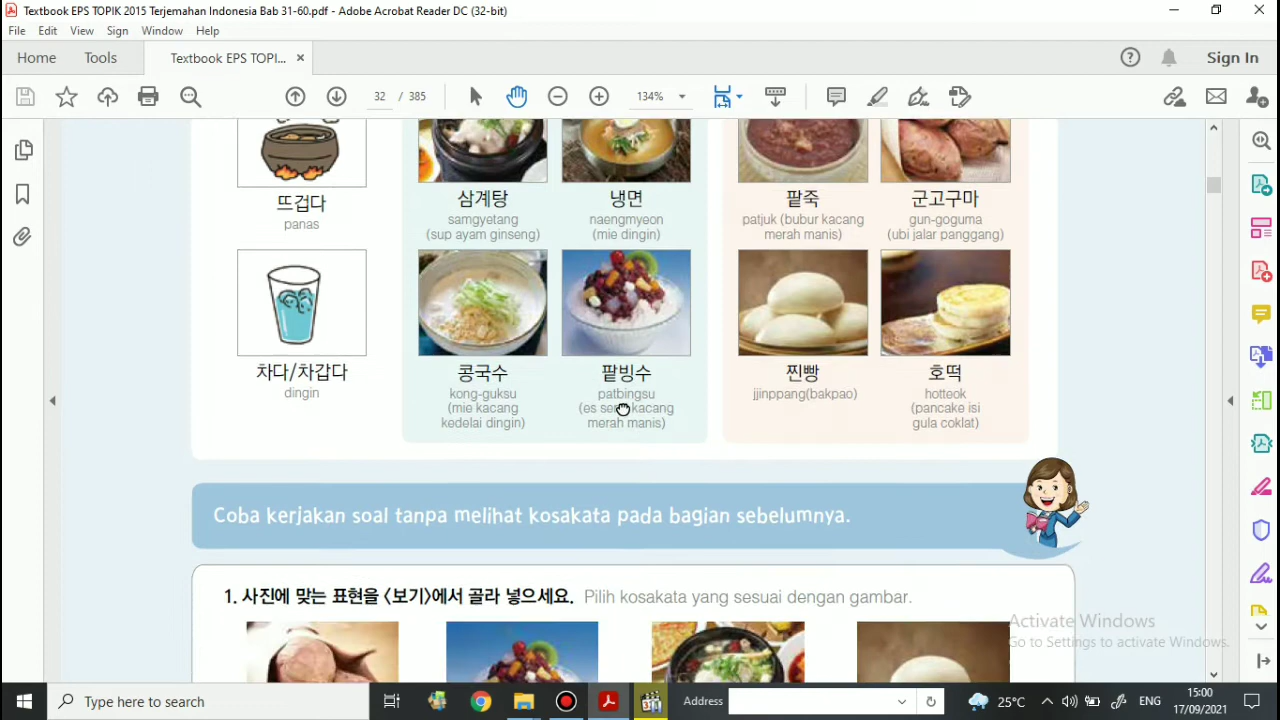 Textbook EPS TOPIK 2015 Terjemahan Indonesia Bab 31-60.pdf - Adobe Acrobat Reader DC (32-bit)
File Edit View Sign Window Help
Home Tools Textbook EPS TOPI... × Sign In
32 / 385 134%
뜨겁다
panas
삼계탕
samgyetang
(sup ayam ginseng)
냉면
naengmyeon
(mie dingin)
팥죽
patjuk (bubur kacang
merah manis)
군고구마
gun-goguma
(ubi jalar panggang)
차다/차갑다
dingin
콩국수
kong-guksu
(mie kacang
kedelai dingin)
팥빙수
patbingsu
(es kacang
merah manis)
찐빵
jjinppang(bakpao)
호떡
hotteok
(pancake isi
gula coklat)
Coba kerjakan soal tanpa melihat kosakata pada bagian sebelumnya.
1. 사진에 맞는 표현을 〈보기〉에서 골라 넣으세요. Pilih kosakata yang sesuai dengan gambar.
Activate Windows
Go to Settings to activate Windows.
Type here to search
Address
25°C
ENG
15:00
17/09/2021